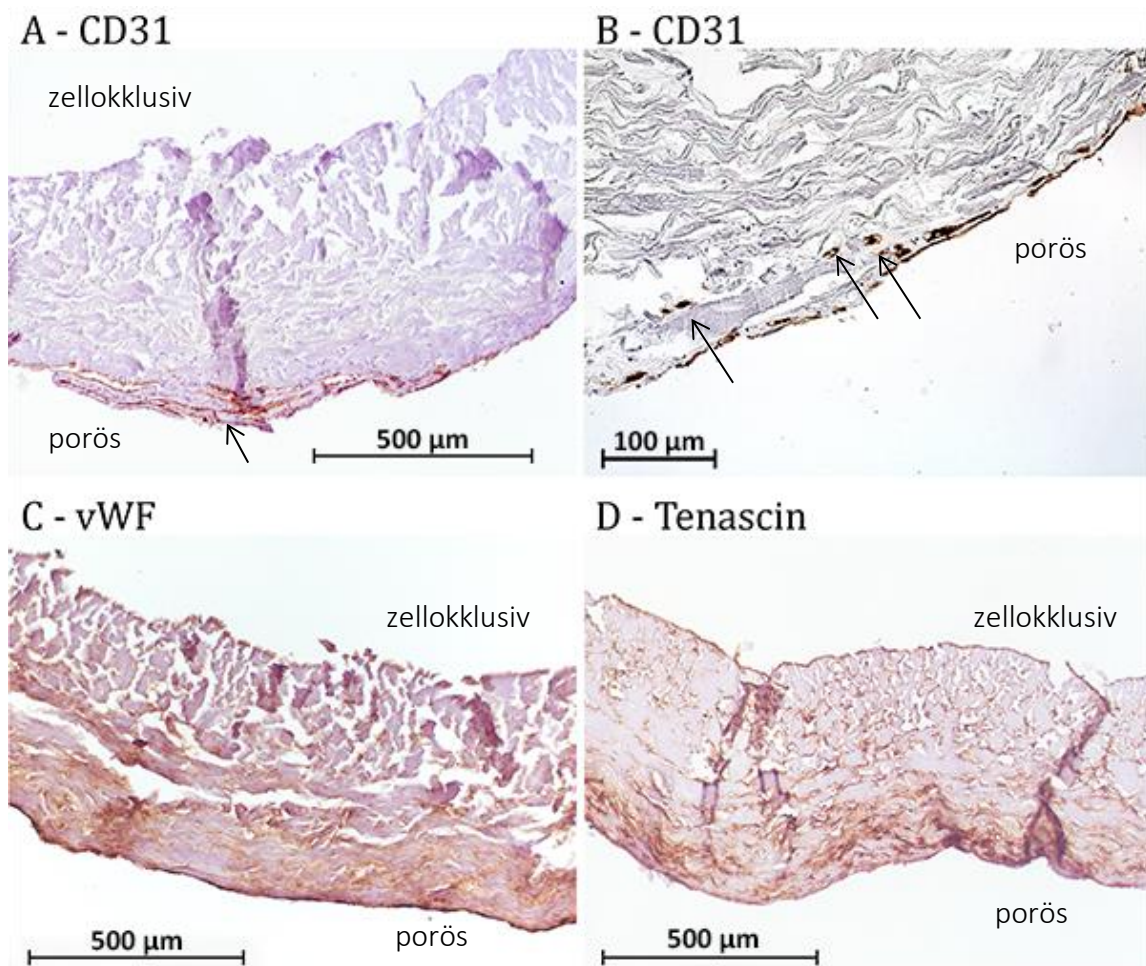 A - CD31
zellokklusiv
porös
500 µm
B - CD31
porös
100 µm
C - vWF
zellokklusiv
500 µm
porös
D - Tenascin
zellokklusiv
500 µm
porös